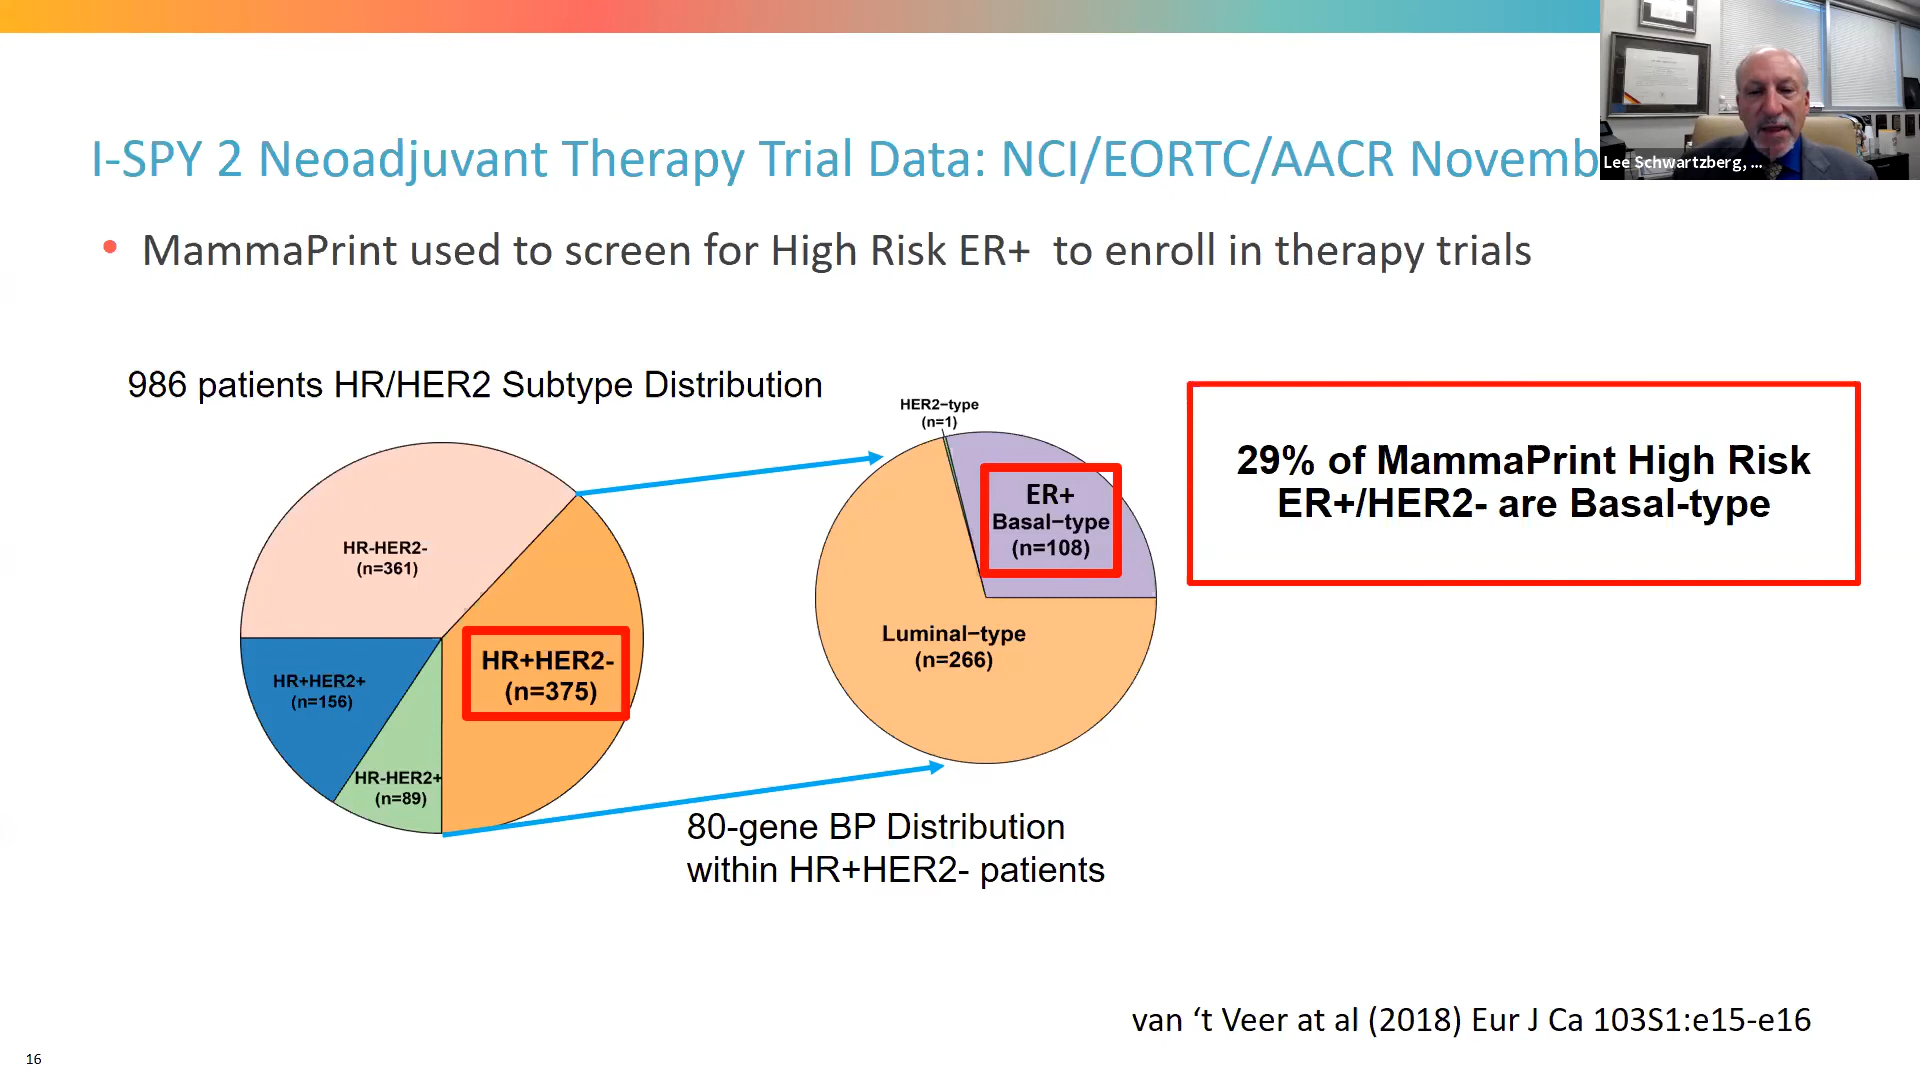 I-SPY 2 Neoadjuvant Therapy Trial Data: NCI/EORTC/AACR Novemb
Lee Schwartzberg, ...
• MammaPrint used to screen for High Risk ER+ to enroll in therapy trials
986 patients HR/HER2 Subtype Distribution
HR-HER2-
(n=361)
HR+HER2+
(n=156)
HR-HER2+
(n=89)
HR+HER2-
(n=375)
HER2-type
(n=1)
ER+
Basal-type
(n=108)
Luminal-type
(n=266)
29% of MammaPrint High Risk
ER+/HER2- are Basal-type
80-gene BP Distribution
within HR+HER2- patients
van ‘t Veer at al (2018) Eur J Ca 103S1:e15-e16
16